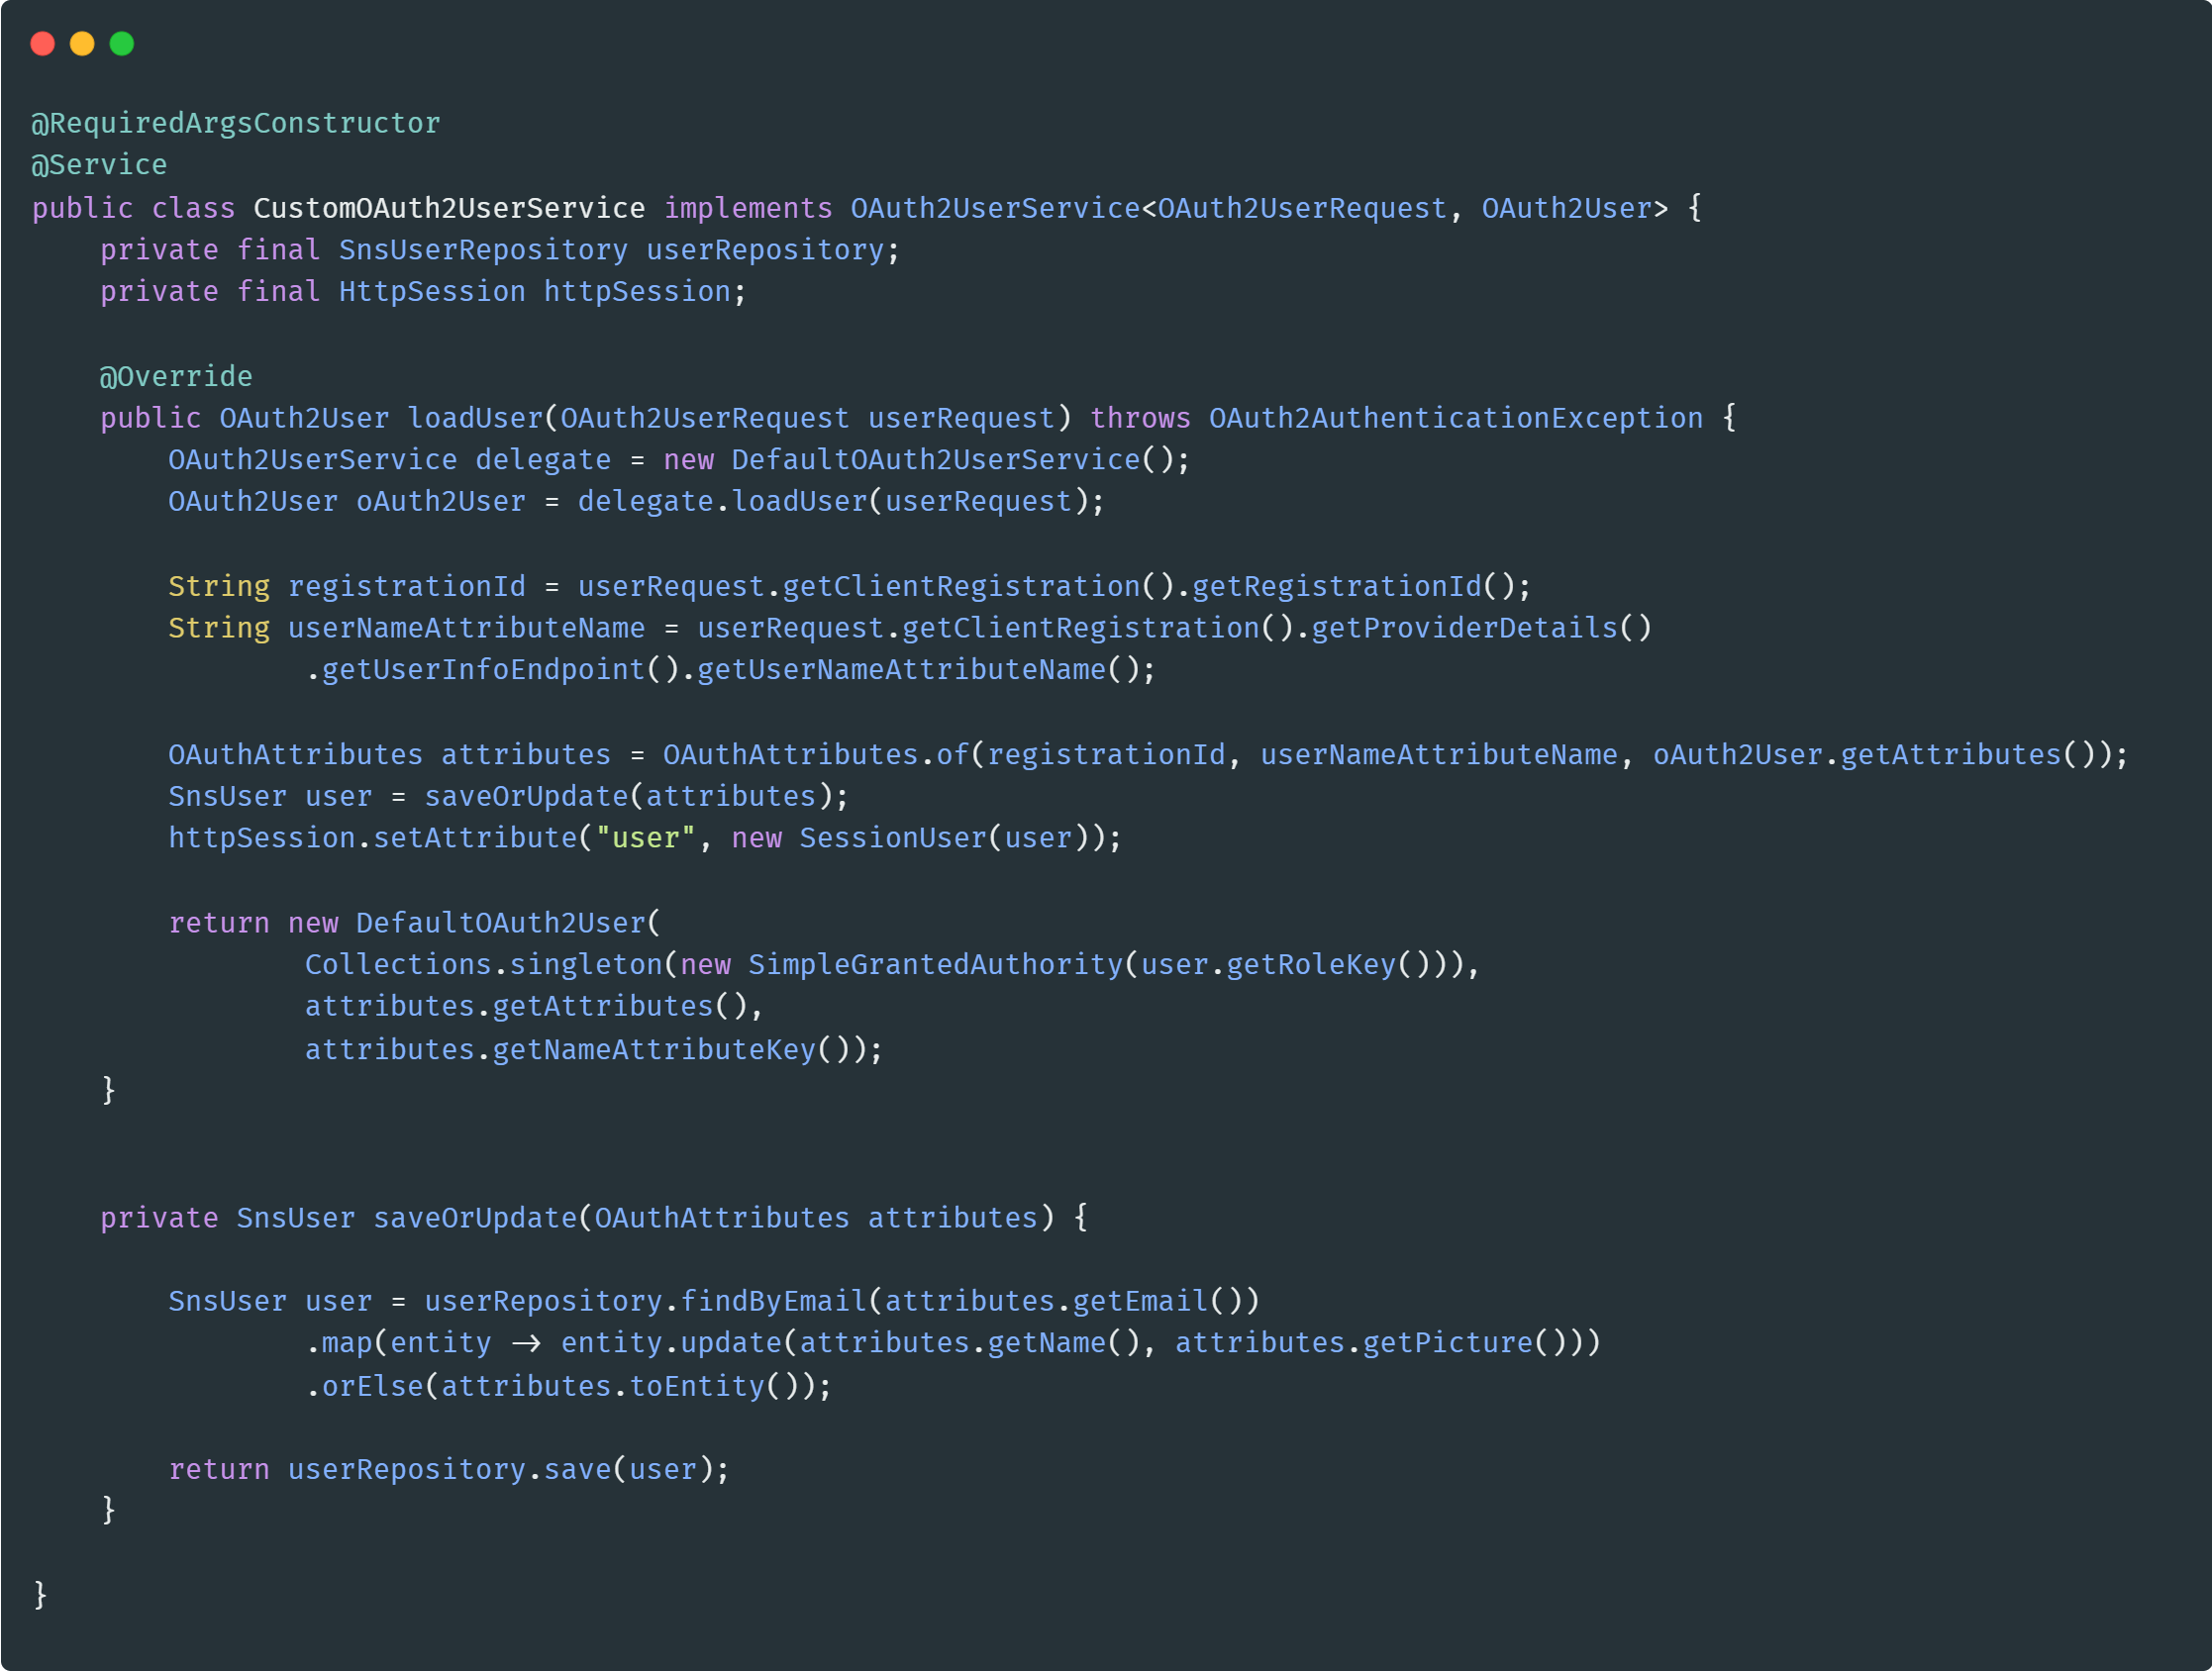 @RequiredArgsConstructor
@Service
public class CustomOAuth2UserService implements OAuth2UserService<OAuth2UserRequest, OAuth2User> {
    private final SnsUserRepository userRepository;
    private final HttpSession httpSession;

    @Override
    public OAuth2User loadUser(OAuth2UserRequest userRequest) throws OAuth2AuthenticationException {
        OAuth2UserService delegate = new DefaultOAuth2UserService();
        OAuth2User oAuth2User = delegate.loadUser(userRequest);

        String registrationId = userRequest.getClientRegistration().getRegistrationId();
        String userNameAttributeName = userRequest.getClientRegistration().getProviderDetails()
                .getUserInfoEndpoint().getUserNameAttributeName();

        OAuthAttributes attributes = OAuthAttributes.of(registrationId, userNameAttributeName, oAuth2User.getAttributes());
        SnsUser user = saveOrUpdate(attributes);
        httpSession.setAttribute("user", new SessionUser(user));

        return new DefaultOAuth2User(
                Collections.singleton(new SimpleGrantedAuthority(user.getRoleKey())),
                attributes.getAttributes(),
                attributes.getNameAttributeKey());
    }

    private SnsUser saveOrUpdate(OAuthAttributes attributes) {

        SnsUser user = userRepository.findByEmail(attributes.getEmail())
                .map(entity -> entity.update(attributes.getName(), attributes.getPicture()))
                .orElse(attributes.toEntity());

        return userRepository.save(user);
    }

}